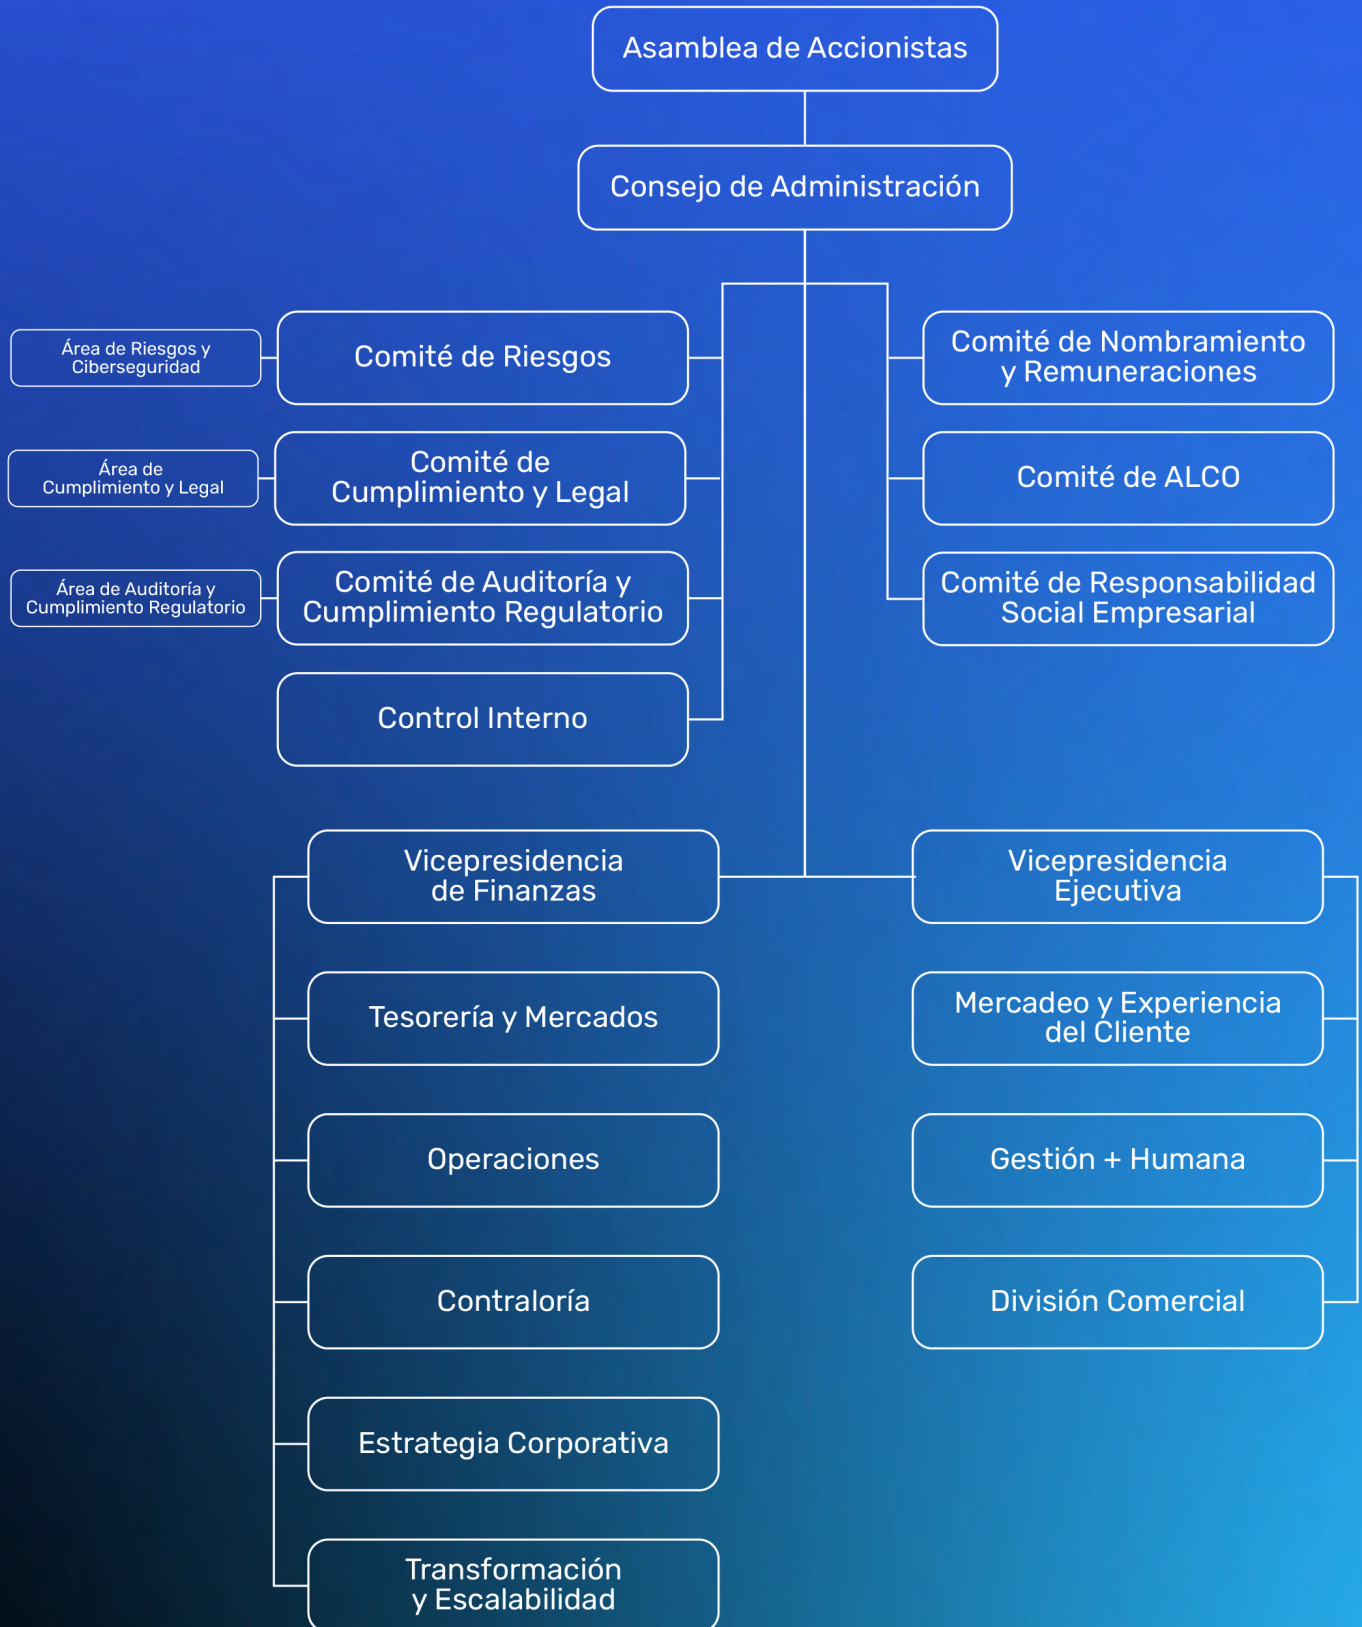 Asamblea de Accionistas
Consejo de Administración
Área de Riesgos y
Ciberseguridad
Comité de Riesgos
Comité de Nombramiento
y Remuneraciones
Área de
Cumplimiento y Legal
Comité de
Cumplimiento y Legal
Comité de ALCO
Área de Auditoría y
Cumplimiento Regulatorio
Comité de Auditoría y
Cumplimiento Regulatorio
Comité de Responsabilidad
Social Empresarial
Control Interno
Vicepresidencia
de Finanzas
Vicepresidencia
Ejecutiva
Tesorería y Mercados
Mercadeo y Experiencia
del Cliente
Operaciones
Gestión + Humana
Contraloría
División Comercial
Estrategia Corporativa
Transformación
y Escalabilidad